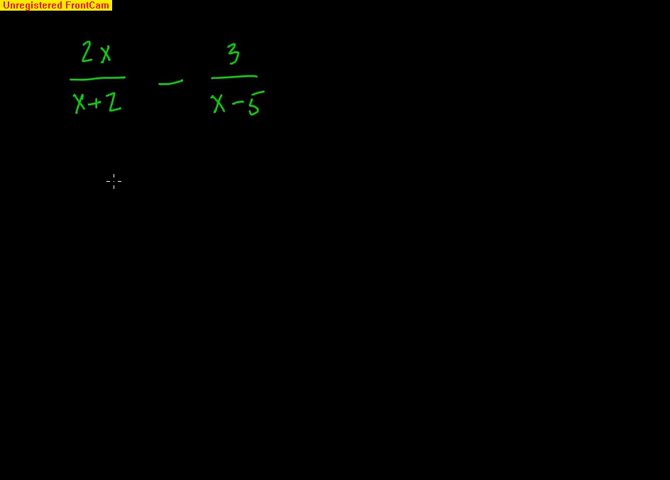 Unregistered FrontCam
2x/(x+2) - 3/(x-5)